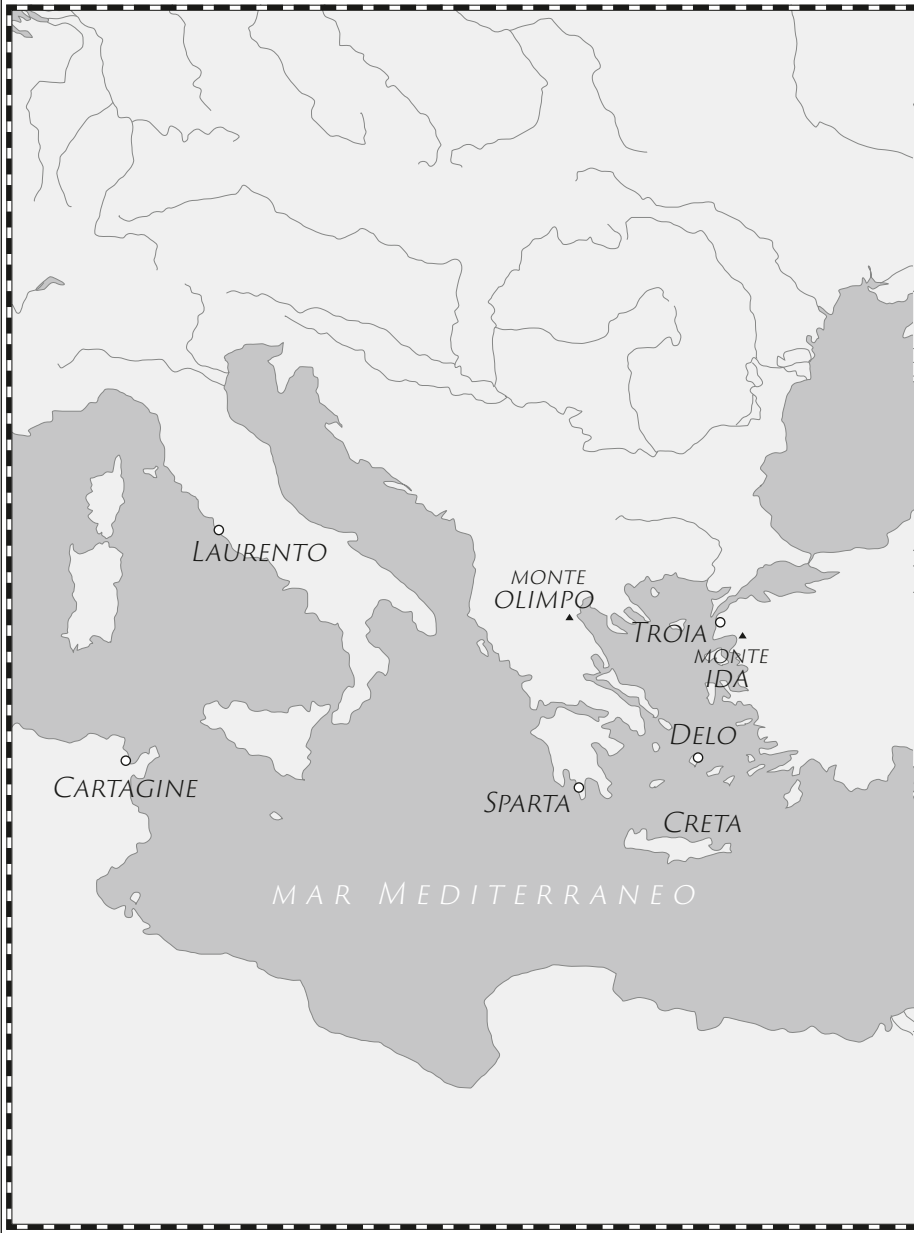 Laurento
monte
Olimpo
Troia
monte
Ida
Delo
Cartagine
Sparta
Creta
mar Mediterraneo